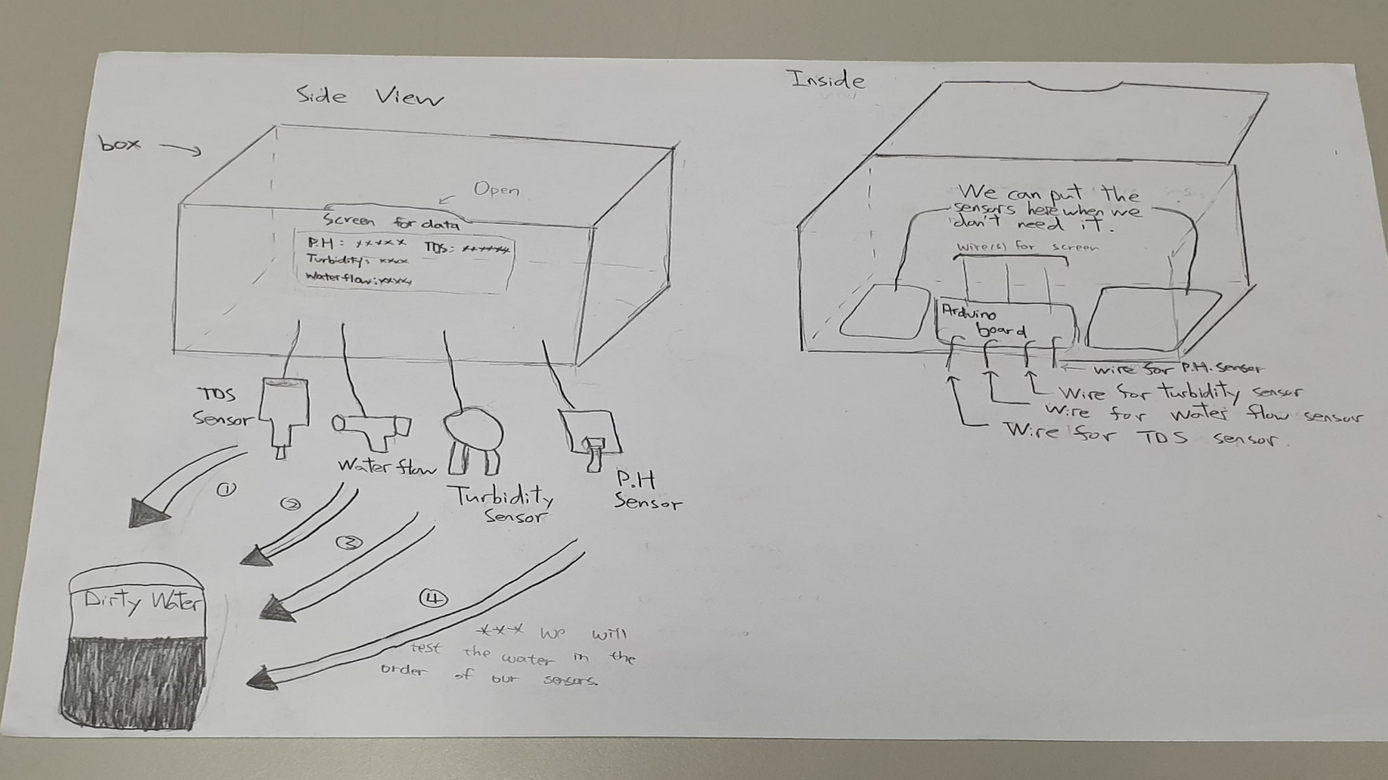 Side View
box
Open
Screen for data
P.H : xxxxx TDS: xxxxxx
Turbidity: xxx
Waterflow:xxxx
TDS
Sensor
Water flow
Turbidity
Sensor
P.H
Sensor
①
②
③
④
Dirty Water
*** We will
test the water in the
order of our sensors.
Inside
We can put the
sensors here when we
don't need it.
Wire(s) for screen
Arduino
board
wire for P.H. sensor
Wire for turbidity sensor
Wire for water flow sensor
Wire for TDS sensor.